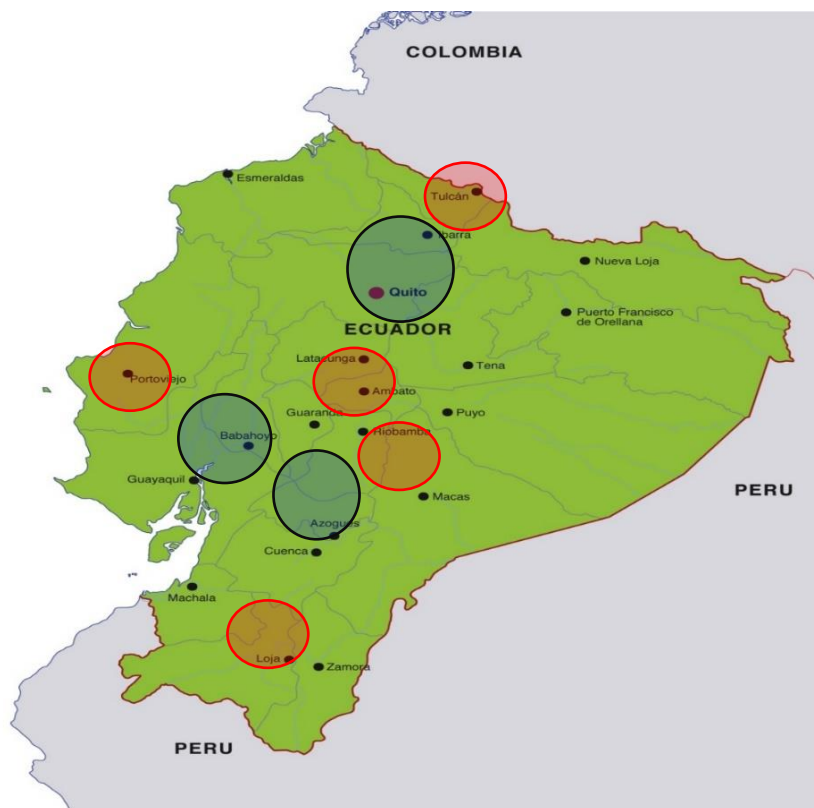 COLOMBIA
Esmeraldas
Tulcán
Ibarra
Nueva Loja
Quito
Puerto Francisco
de Orellana
ECUADOR
Latacunga
Tena
Portoviejo
Ambato
Guaranda
Puyo
Babahoyo
Riobamba
Guayaquil
PERU
Macas
Azogues
Cuenca
Machala
Loja
Zamora
PERU